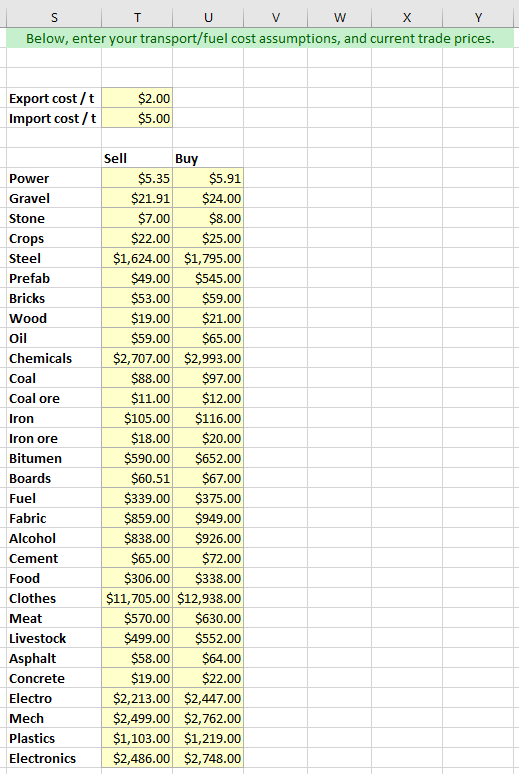 S T U V W X Y
Below, enter your transport/fuel cost assumptions, and current trade prices.
Export cost / t $2.00
Import cost / t $5.00
Sell Buy
Power $5.35 $5.91
Gravel $21.91 $24.00
Stone $7.00 $8.00
Crops $22.00 $25.00
Steel $1,624.00 $1,795.00
Prefab $49.00 $545.00
Bricks $53.00 $59.00
Wood $19.00 $21.00
Oil $59.00 $65.00
Chemicals $2,707.00 $2,993.00
Coal $88.00 $97.00
Coal ore $11.00 $12.00
Iron $105.00 $116.00
Iron ore $18.00 $20.00
Bitumen $590.00 $652.00
Boards $60.51 $67.00
Fuel $339.00 $375.00
Fabric $859.00 $949.00
Alcohol $838.00 $926.00
Cement $65.00 $72.00
Food $306.00 $338.00
Clothes $11,705.00 $12,938.00
Meat $570.00 $630.00
Livestock $499.00 $552.00
Asphalt $58.00 $64.00
Concrete $19.00 $22.00
Electro $2,213.00 $2,447.00
Mech $2,499.00 $2,762.00
Plastics $1,103.00 $1,219.00
Electronics $2,486.00 $2,748.00